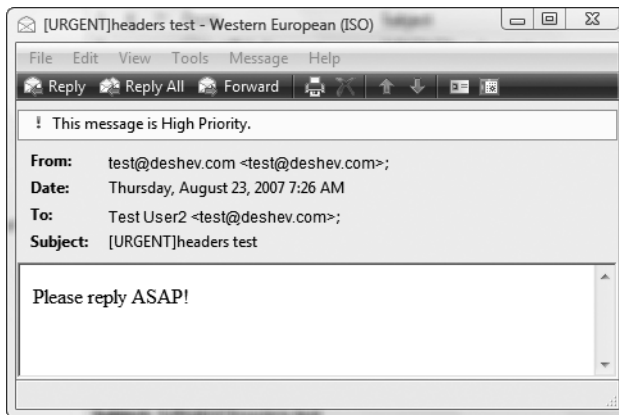 [URGENT]headers test - Western European (ISO)
File Edit View Tools Message Help
Reply Reply All Forward
! This message is High Priority.
From: test@deshev.com <test@deshev.com>;
Date: Thursday, August 23, 2007 7:26 AM
To: Test User2 <test@deshev.com>;
Subject: [URGENT]headers test
Please reply ASAP!